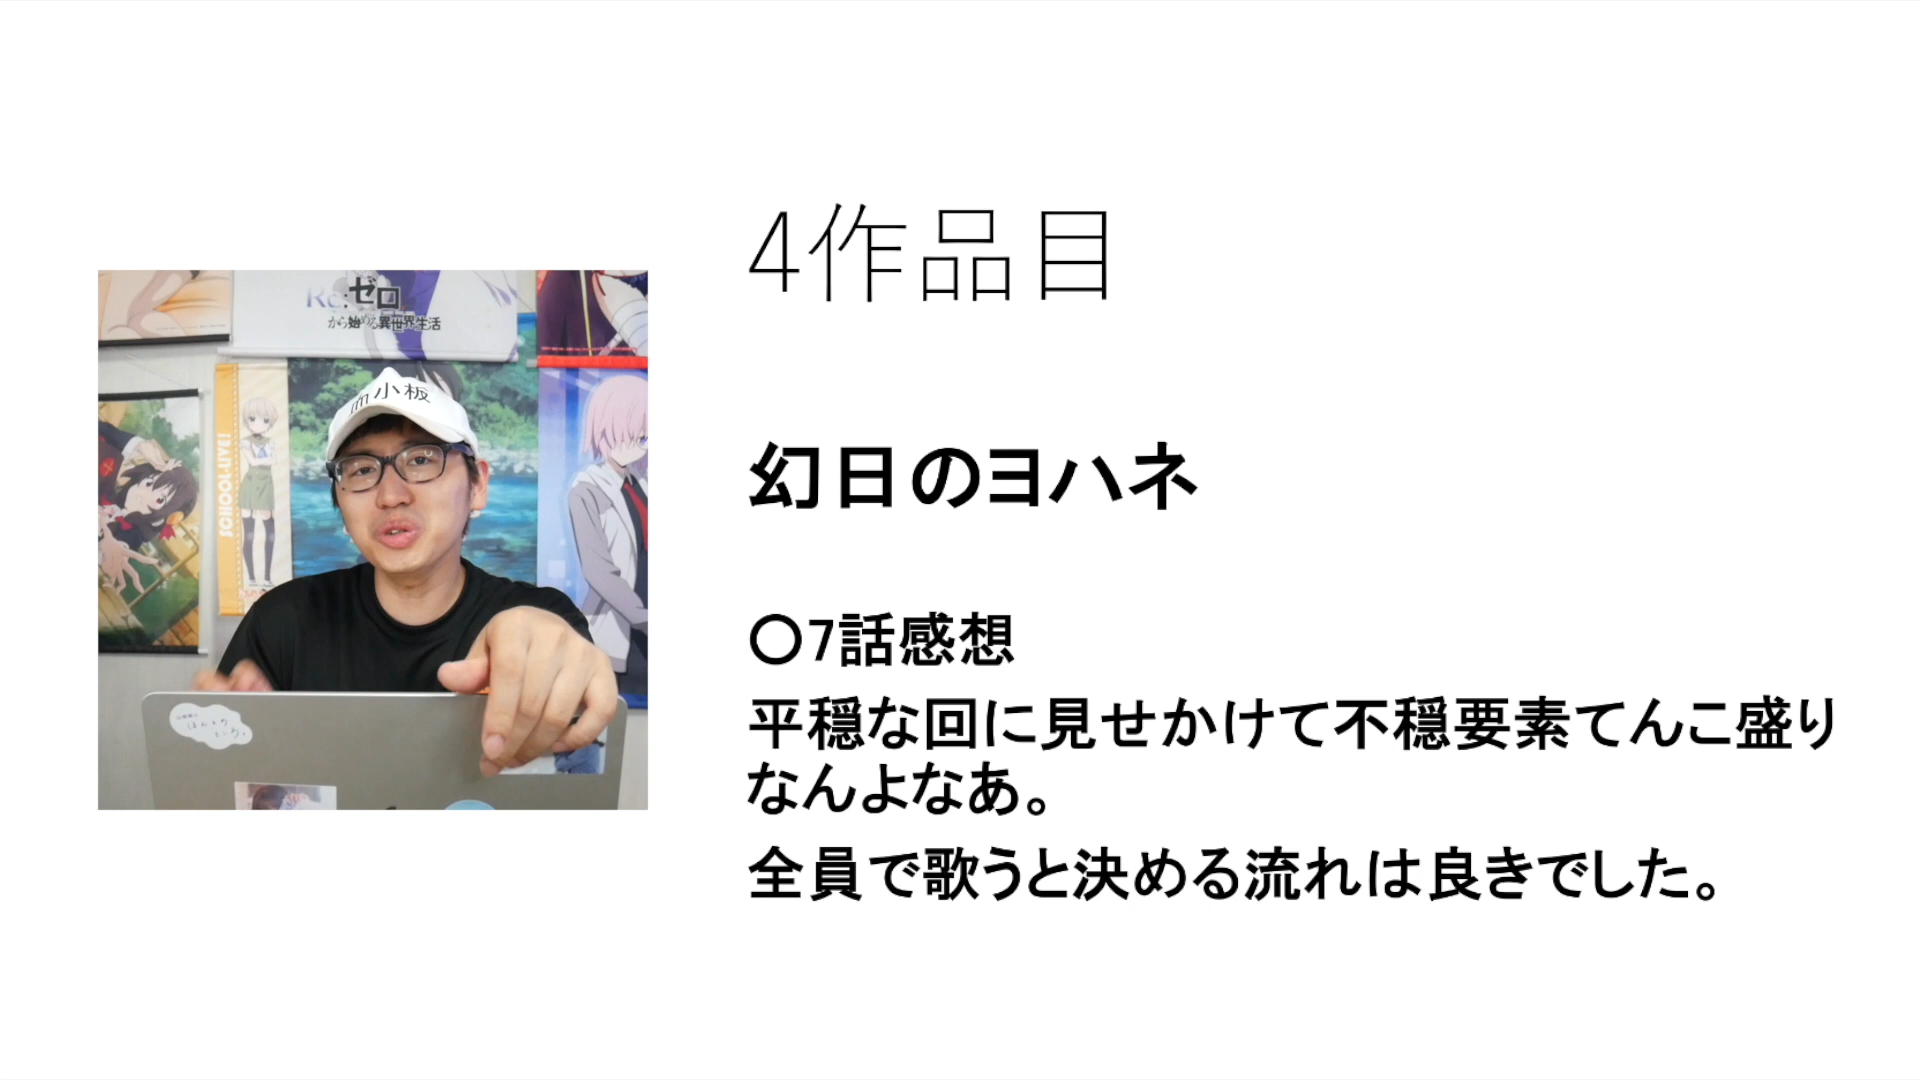 4作品目
幻日のヨハネ
〇7話感想
平穏な回に見せかけて不穏要素てんこ盛り
なんよなあ。
全員で歌うと決める流れは良きでした。
Re:ゼロ
から始める異世界生活
小板
SCHOOL-LIVE!